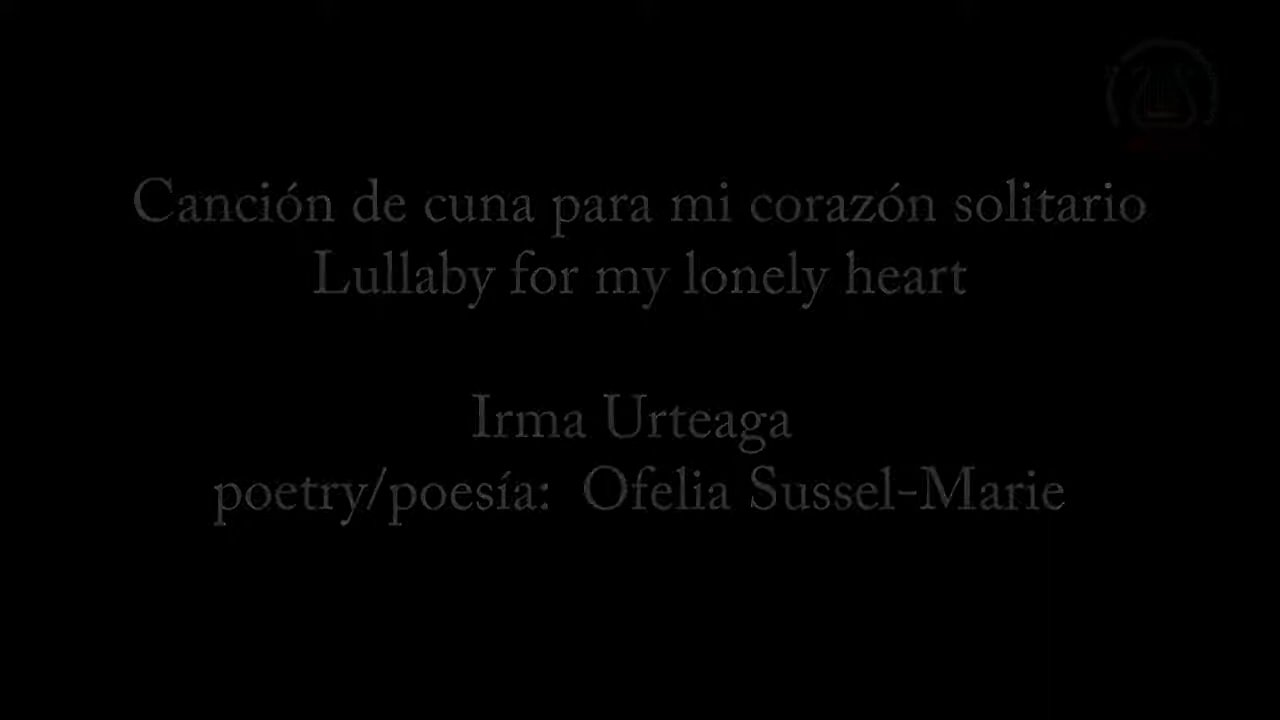 Canción de cuna para mi corazón solitario
Lullaby for my lonely heart
Irma Urteaga
poetry/poesía: Ofelia Sussel-Marie